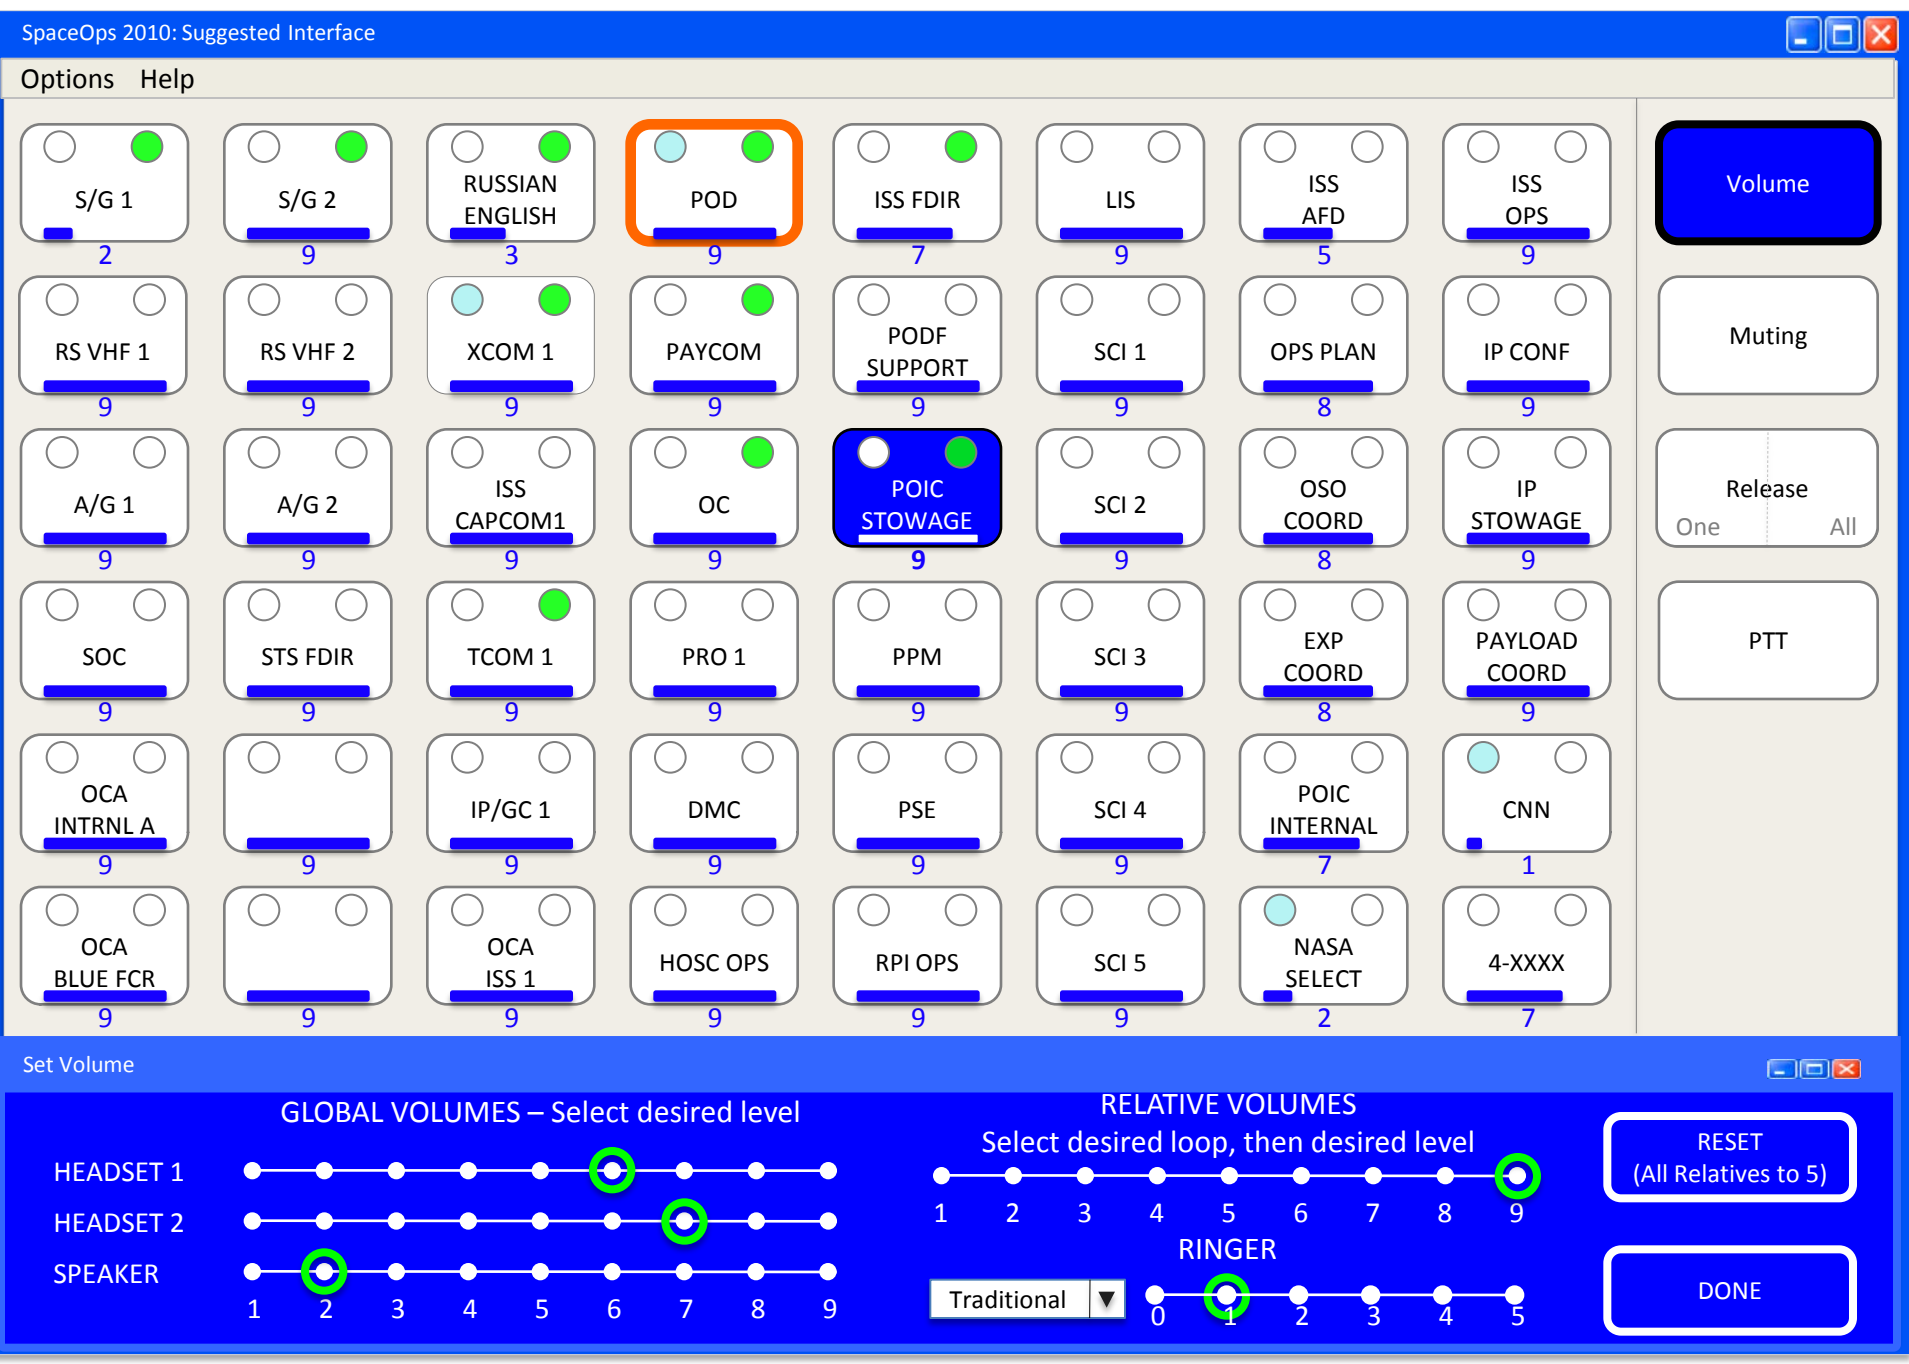 SpaceOps 2010: Suggested Interface
Options Help
S/G 1
2
S/G 2
9
RUSSIAN
ENGLISH
3
POD
9
ISS FDIR
7
LIS
9
ISS
AFD
5
ISS
OPS
9
Volume
RS VHF 1
9
RS VHF 2
9
XCOM 1
9
PAYCOM
9
PODF
SUPPORT
9
SCI 1
9
OPS PLAN
8
IP CONF
9
Muting
A/G 1
9
A/G 2
9
ISS
CAPCOM1
9
OC
9
POIC
STOWAGE
9
SCI 2
9
OSO
COORD
8
IP
STOWAGE
9
Release
One All
SOC
9
STS FDIR
9
TCOM 1
9
PRO 1
9
PPM
9
SCI 3
9
EXP
COORD
8
PAYLOAD
COORD
9
PTT
OCA
INTRNL A
9
9
IP/GC 1
9
DMC
9
PSE
9
SCI 4
9
POIC
INTERNAL
7
CNN
1
OCA
BLUE FCR
9
9
OCA
ISS 1
9
HOSC OPS
9
RPI OPS
9
SCI 5
9
NASA
SELECT
2
4-XXXX
7
Set Volume
GLOBAL VOLUMES – Select desired level
HEADSET 1
HEADSET 2
SPEAKER
1 2 3 4 5 6 7 8 9
RELATIVE VOLUMES
Select desired loop, then desired level
1 2 3 4 5 6 7 8 9
RINGER
Traditional ▼
0 1 2 3 4 5
RESET
(All Relatives to 5)
DONE